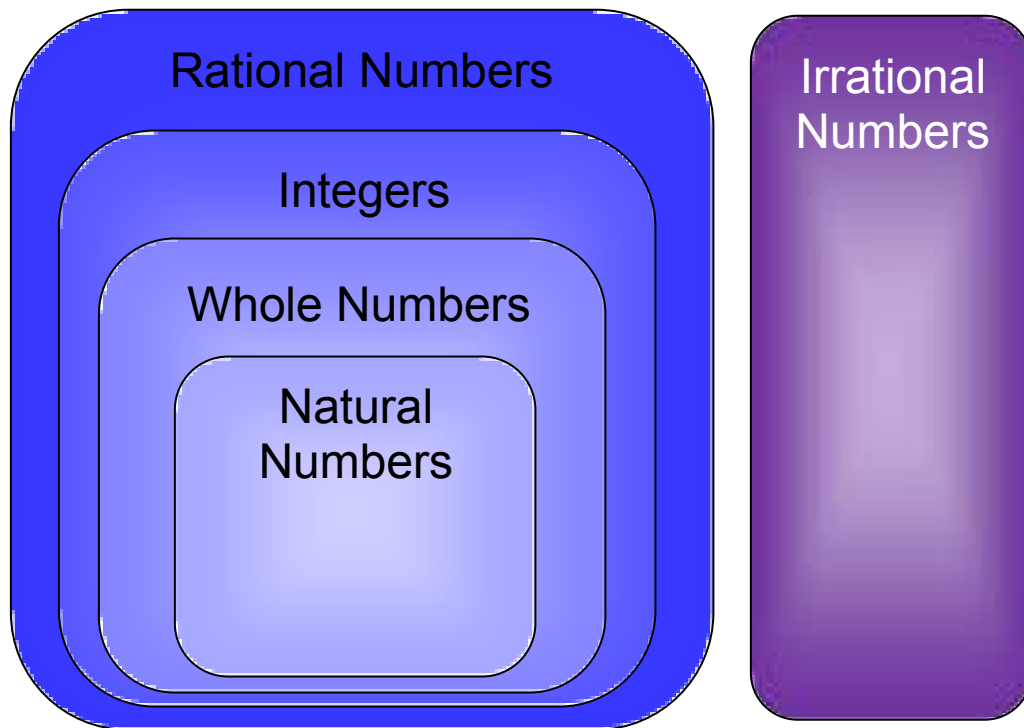 Rational Numbers
Integers
Whole Numbers
Natural
Numbers
Irrational
Numbers